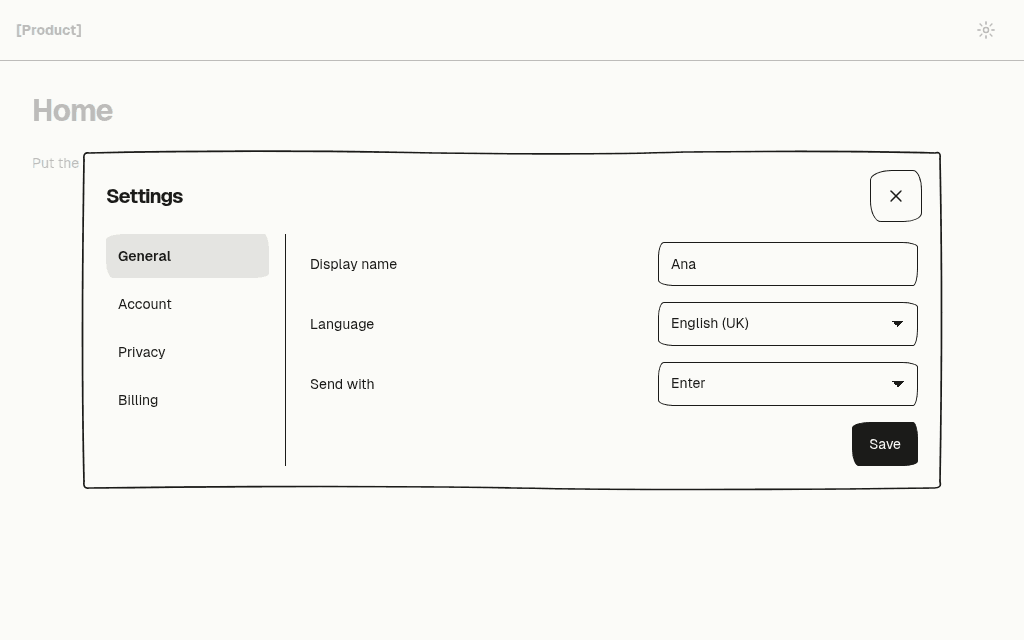 [Product]
Home
Put the
Settings
General
Account
Privacy
Billing
Display name
Ana
Language
English (UK)
Send with
Enter
Save